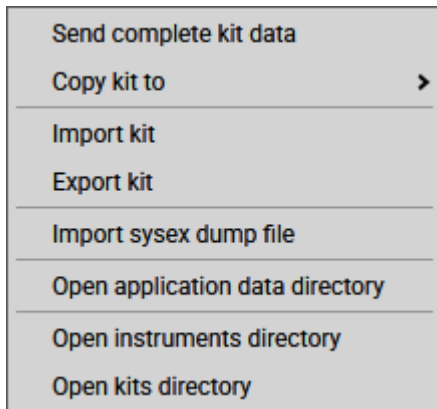 Send complete kit data
Copy kit to
Import kit
Export kit
Import sysex dump file
Open application data directory
Open instruments directory
Open kits directory